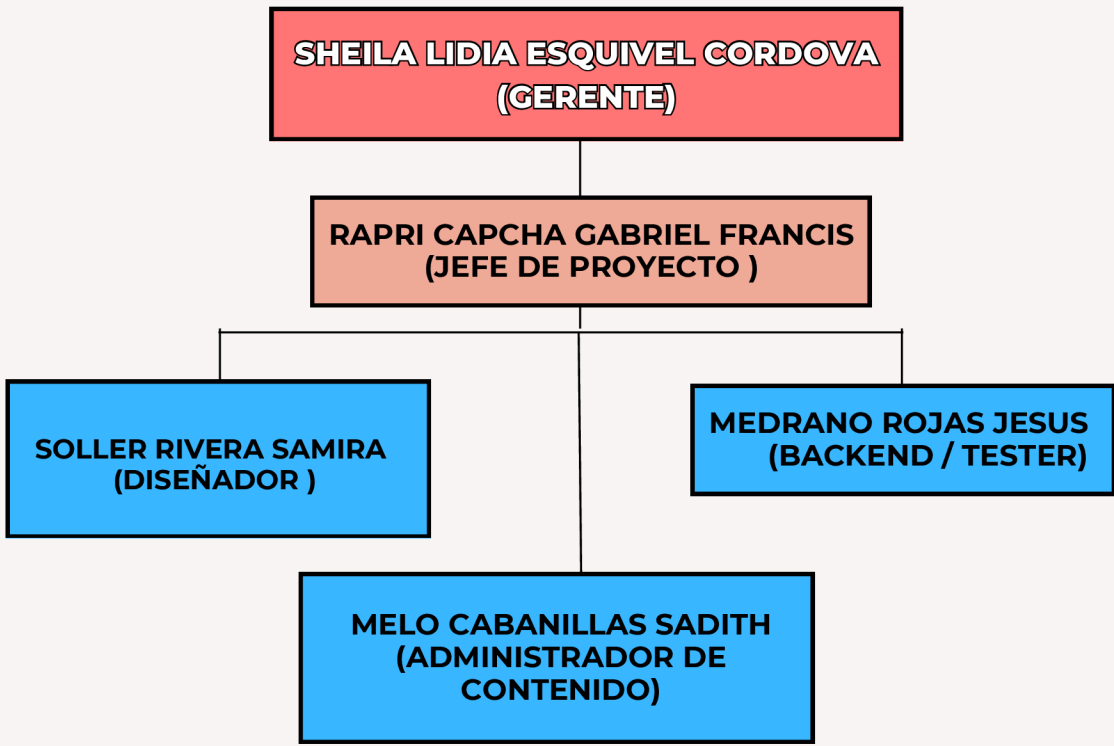 SHEILA LIDIA ESQUIVEL CORDOVA
(GERENTE)
RAPRI CAPCHA GABRIEL FRANCIS
(JEFE DE PROYECTO )
SOLLER RIVERA SAMIRA
(DISEÑADOR )
MEDRANO ROJAS JESUS
(BACKEND / TESTER)
MELO CABANILLAS SADITH
(ADMINISTRADOR DE
CONTENIDO)